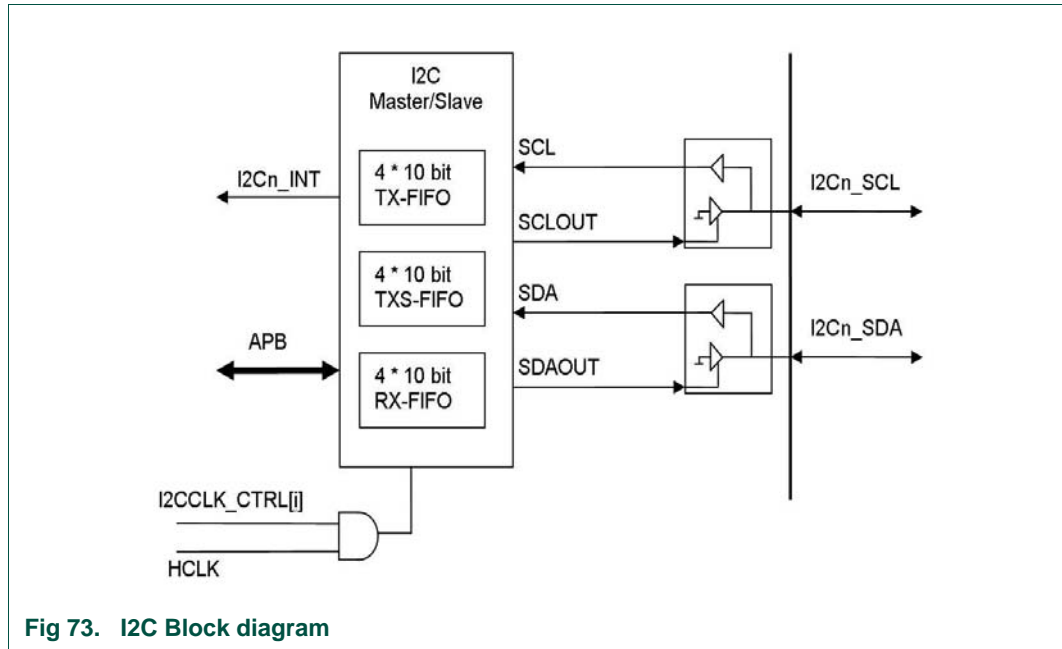 I2C
Master/Slave
4 * 10 bit
TX-FIFO
4 * 10 bit
TXS-FIFO
4 * 10 bit
RX-FIFO
I2Cn_INT
APB
SCL
SCLOUT
SDA
SDAOUT
I2Cn_SCL
I2Cn_SDA
I2CCLK_CTRL[i]
HCLK
Fig 73. I2C Block diagram